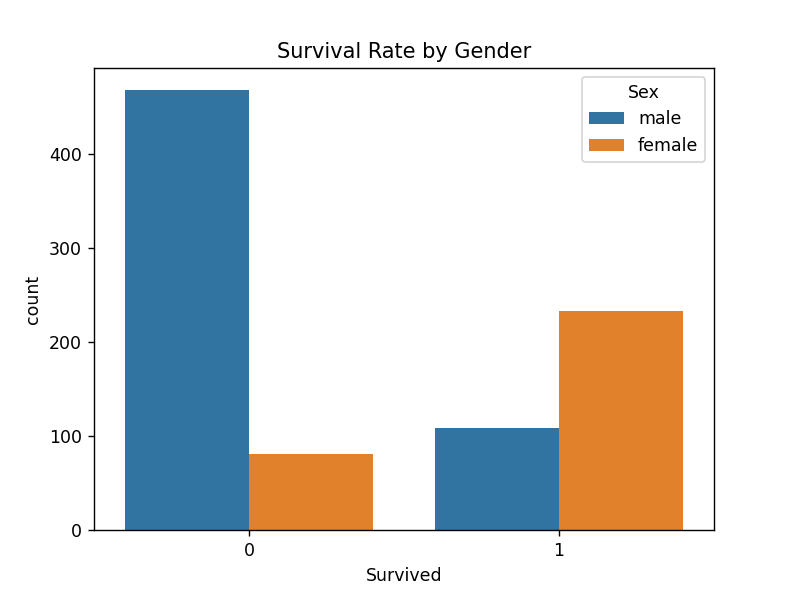 Survival Rate by Gender
Sex
male
female
400
300
200
100
0
count
0 1
Survived